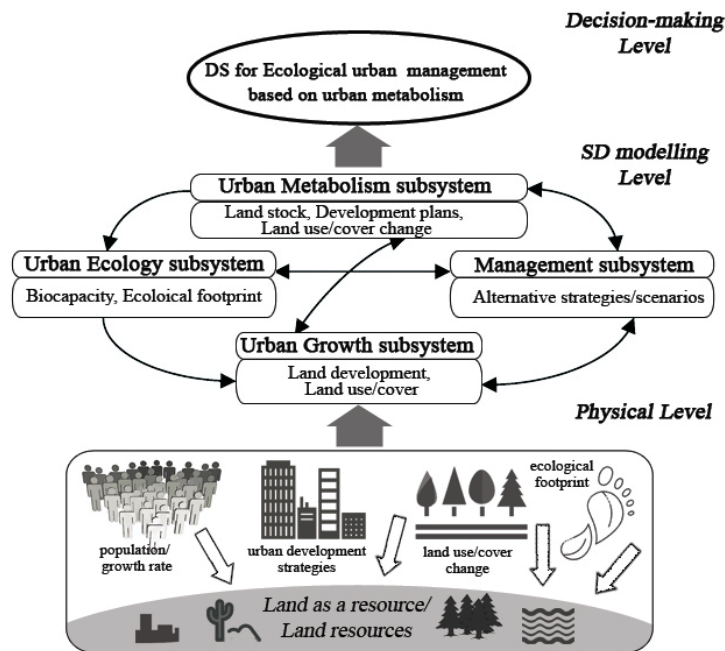 Decision-making
Level
DS for Ecological urban management
based on urban metabolism
SD modelling
Level
Urban Metabolism subsystem
Land stock, Development plans,
Land use/cover change
Urban Ecology subsystem
Biocapacity, Ecoloical footprint
Management subsystem
Alternative strategies/scenarios
Urban Growth subsystem
Land development,
Land use/cover
Physical Level
population/
growth rate
urban development
strategies
land use/cover
change
ecological
footprint
Land as a resource/
Land resources